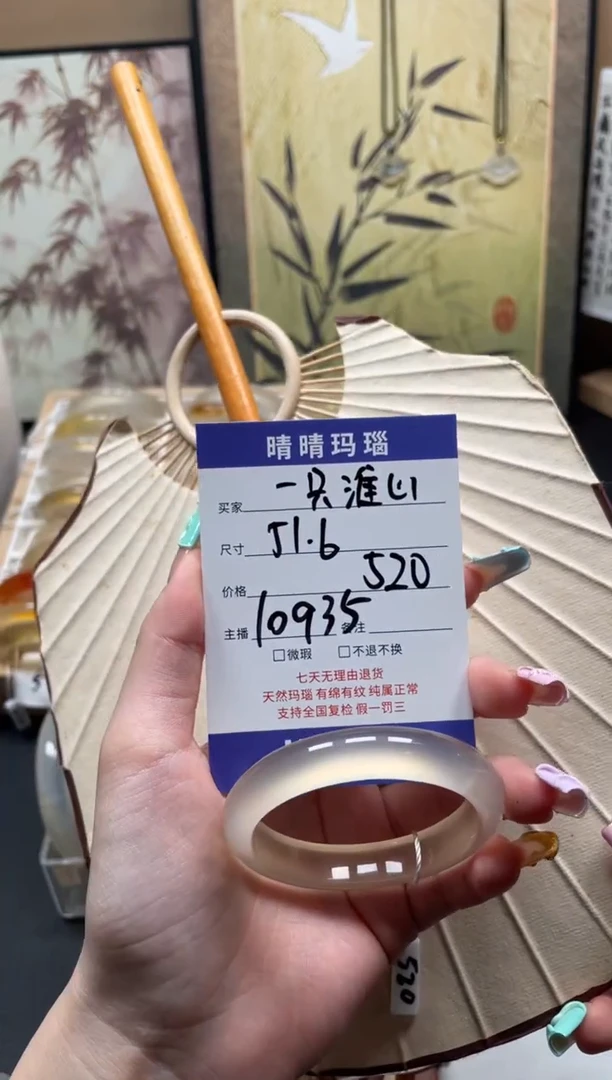 晴晴玛瑙
买家 一只淮山
尺寸 51.6
价格 520
主播 10935 备注
微瑕 不退不换
七天无理由退货
天然玛瑙 有绵有纹 纯属正常
支持全国复检 假一罚三
520